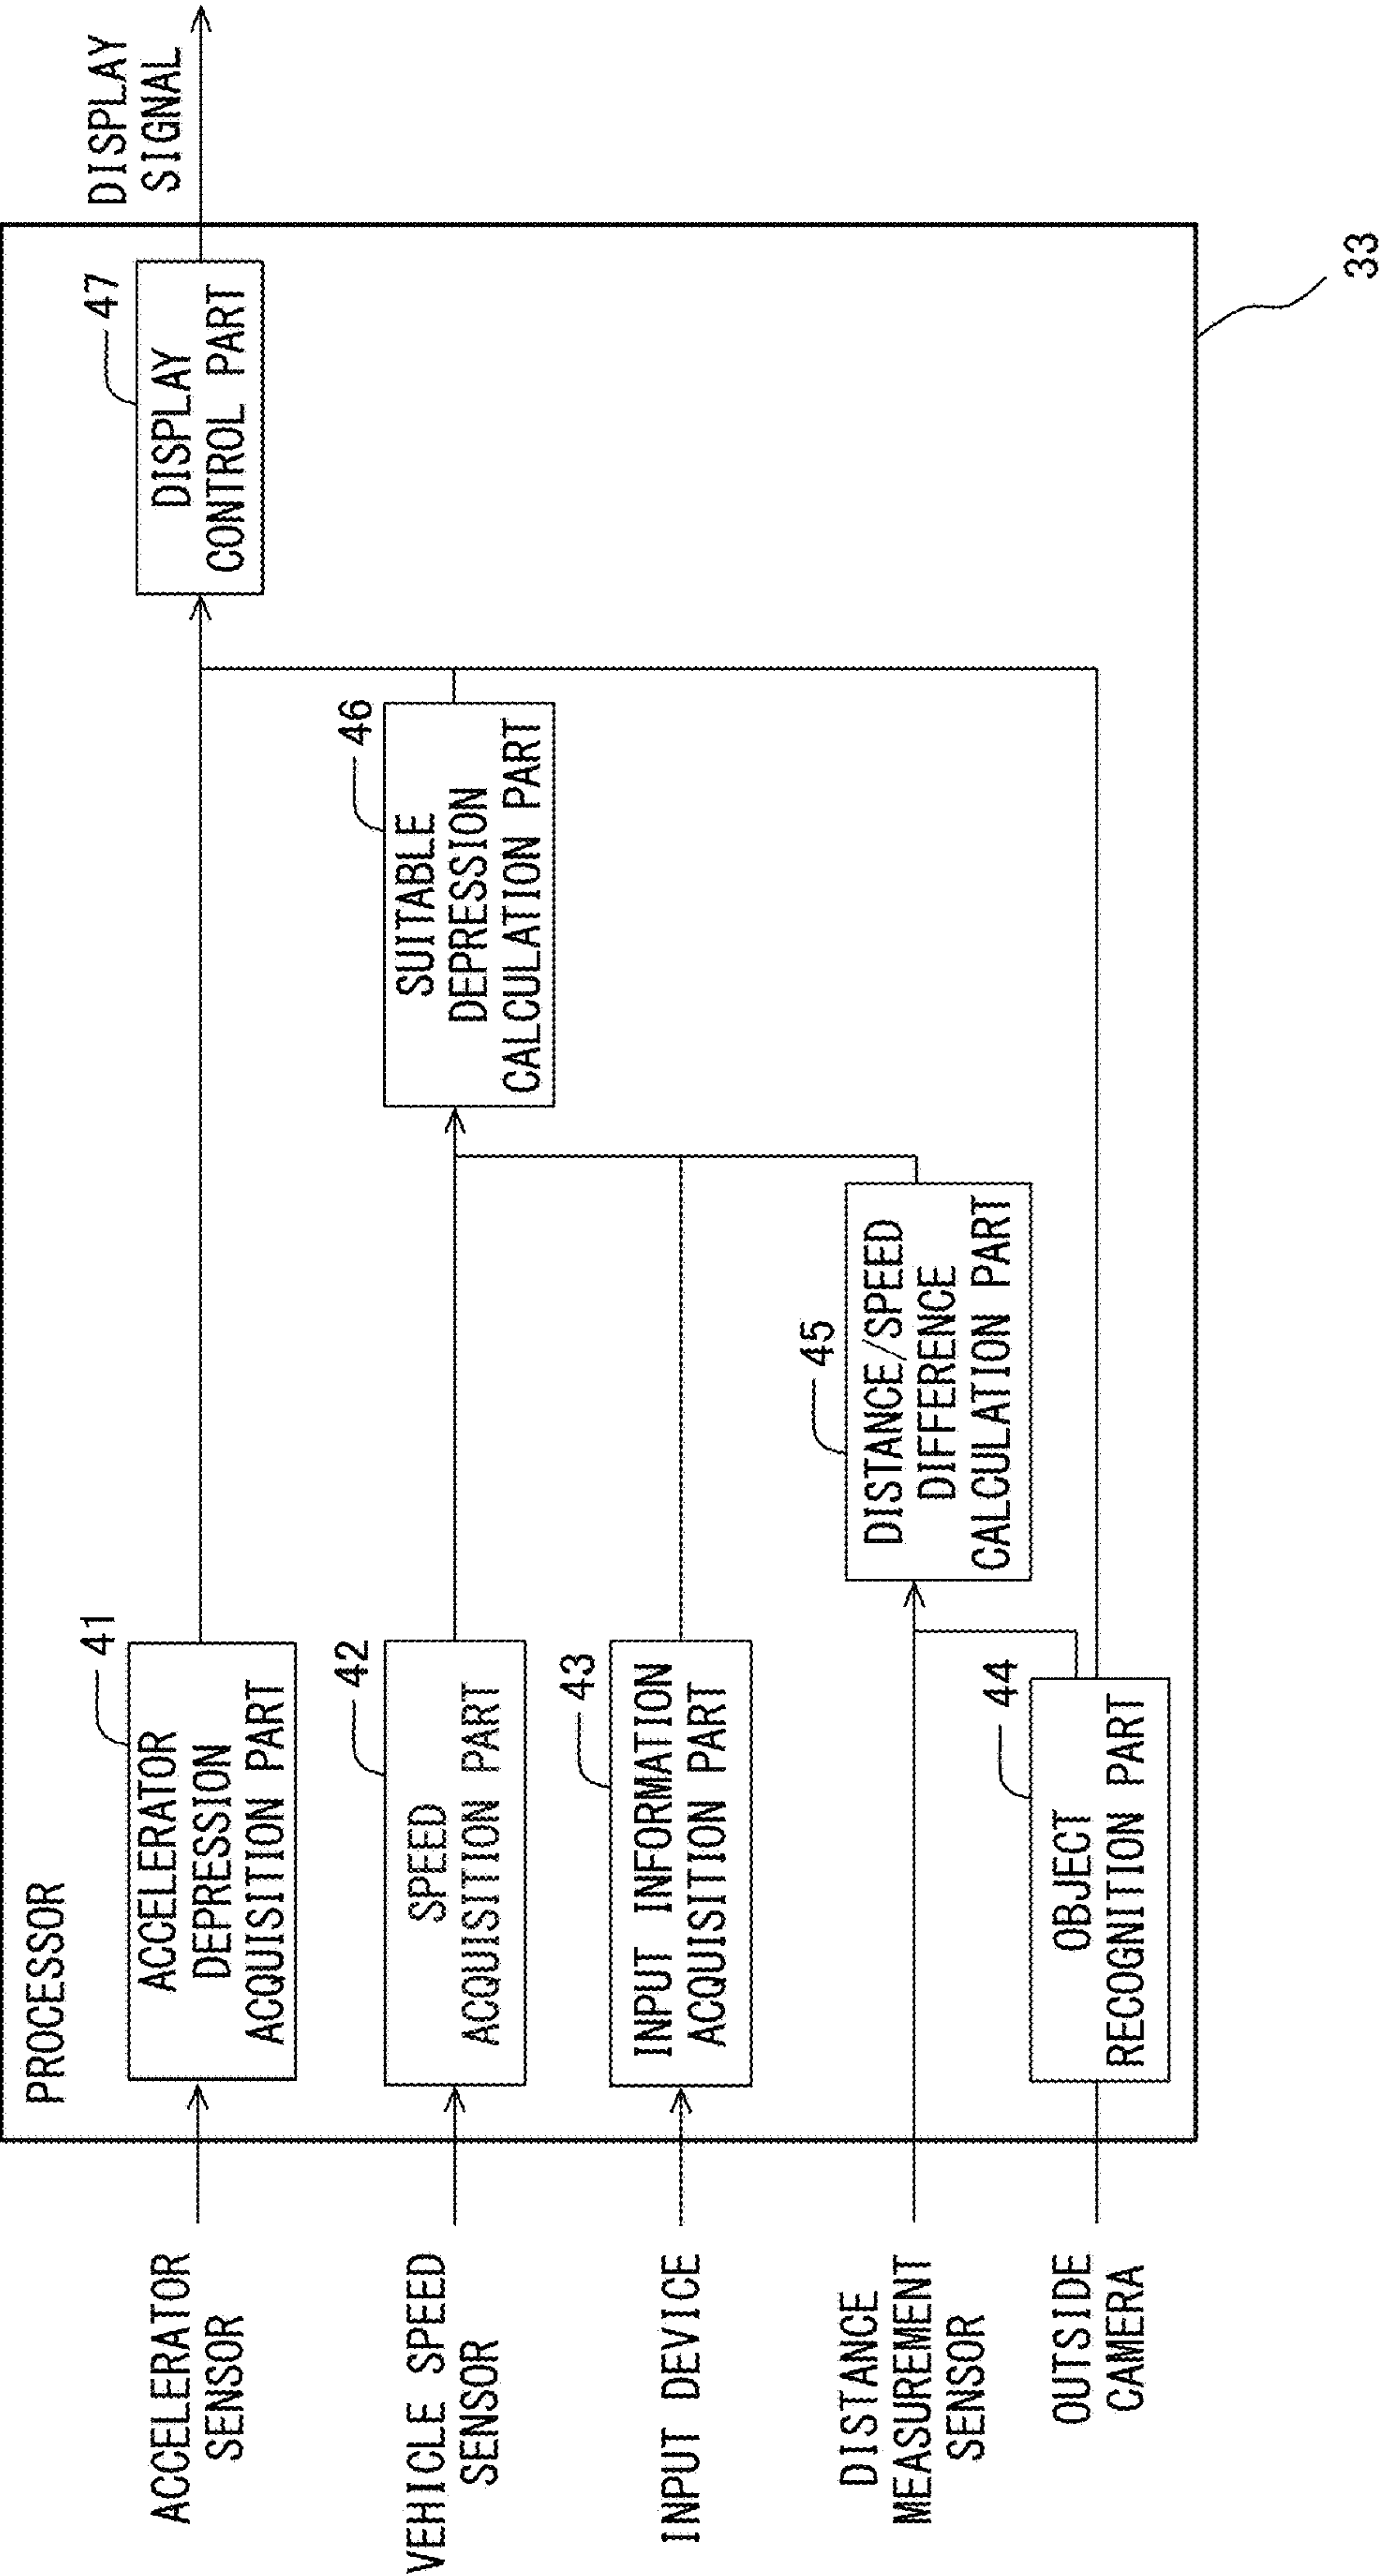 PROCESSOR
ACCELERATOR
SENSOR
41
ACCELERATOR
DEPRESSION
ACQUISITION PART
47
DISPLAY
CONTROL PART
DISPLAY
SIGNAL
VEHICLE SPEED
SENSOR
42
SPEED
ACQUISITION PART
46
SUITABLE
DEPRESSION
CALCULATION PART
INPUT DEVICE
43
INPUT INFORMATION
ACQUISITION PART
DISTANCE
MEASUREMENT
SENSOR
45
DISTANCE/SPEED
DIFFERENCE
CALCULATION PART
OUTSIDE
CAMERA
44
OBJECT
RECOGNITION PART
33